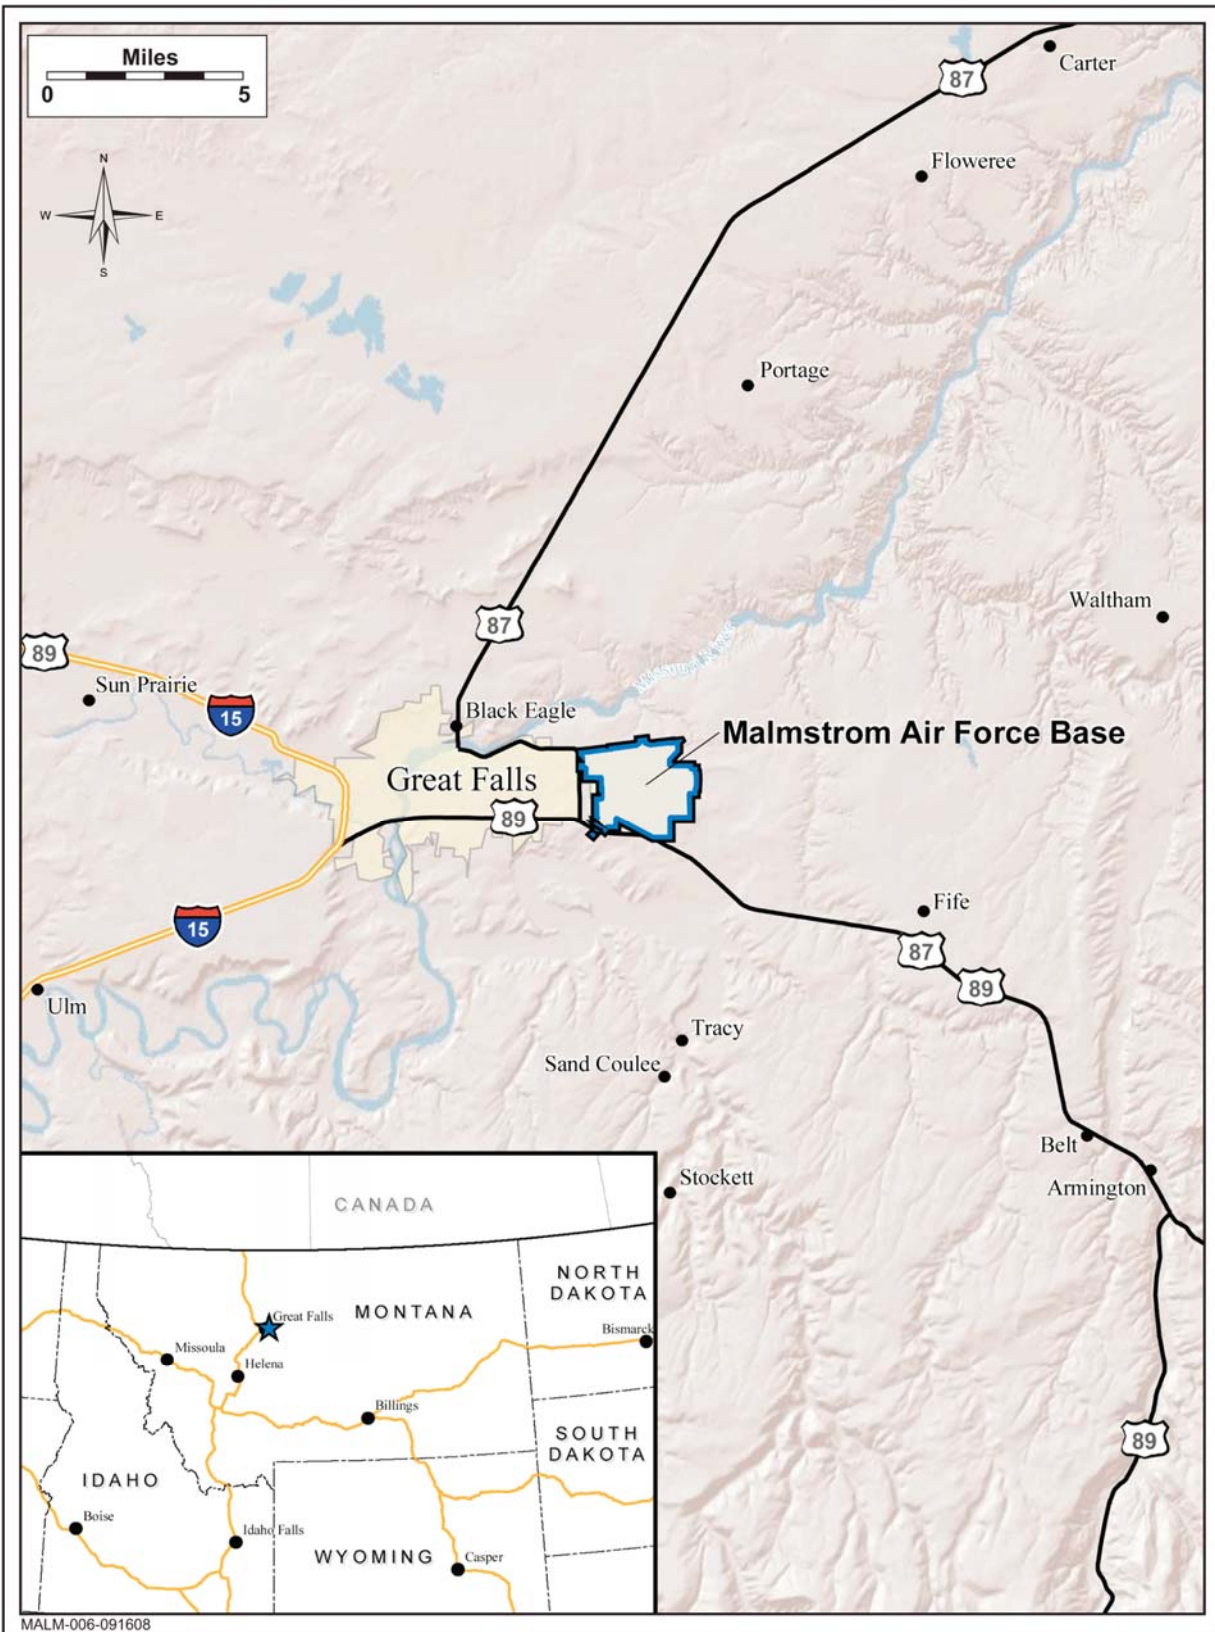 Miles
0 5
N
W E
S
87
Carter
Floweree
Portage
87
Waltham
Missouri River
89
Sun Prairie
15
Black Eagle
Malmstrom Air Force Base
Great Falls
89
15
Fife
87
89
Ulm
Tracy
Sand Coulee
Belt
Armington
Stockett
89
CANADA
NORTH
DAKOTA
MONTANA
Great Falls
Bismarck
Missoula
Helena
Billings
SOUTH
DAKOTA
IDAHO
Boise
Idaho Falls
WYOMING
Casper
MALM-006-091608